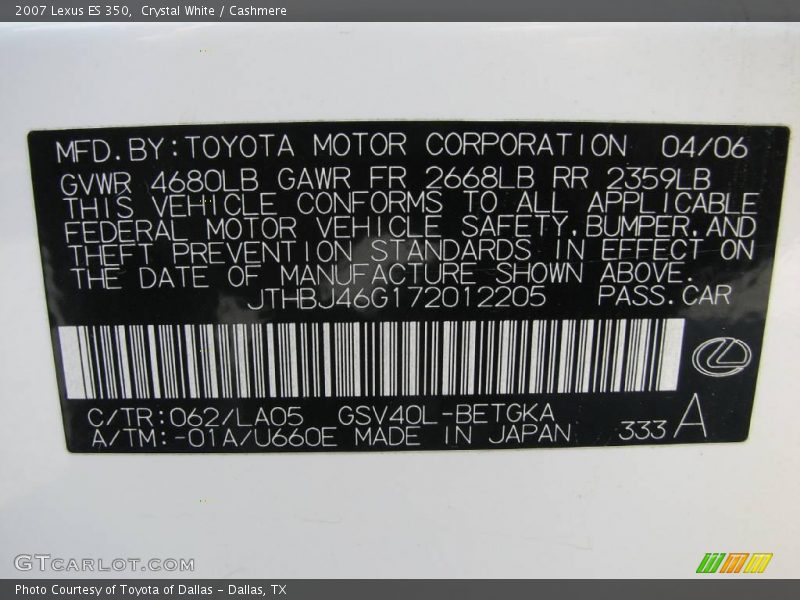 2007 Lexus ES 350, Crystal White / Cashmere
MFD.BY:TOYOTA MOTOR CORPORATION 04/06
GVWR 4680LB GAWR FR 2668LB RR 2359LB
THIS VEHICLE CONFORMS TO ALL APPLICABLE
FEDERAL MOTOR VEHICLE SAFETY,BUMPER,AND
THEFT PREVENTION STANDARDS IN EFFECT ON
THE DATE OF MANUFACTURE SHOWN ABOVE.
JTHBJ46G172012205 PASS.CAR
C/TR:062/LA05 GSV40L-BETGKA
A/TM:-01A/U660E MADE IN JAPAN 333 A
GTCARLOT.COM
Photo Courtesy of Toyota of Dallas - Dallas, TX